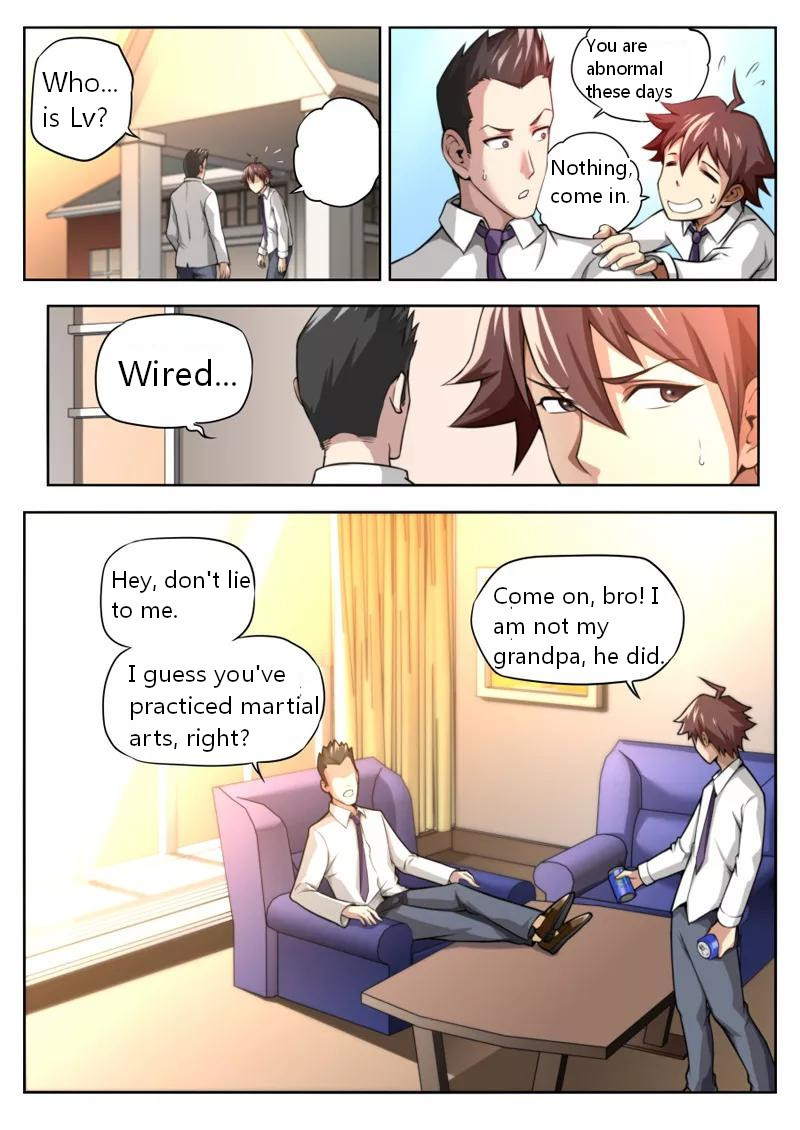 Who...
is Lv?
You are
abnormal
these days
Nothing,
come in.
Wired...
Hey, don't lie
to me.
I guess you've
practiced martial
arts, right?
Come on, bro! I
am not my
grandpa, he did.